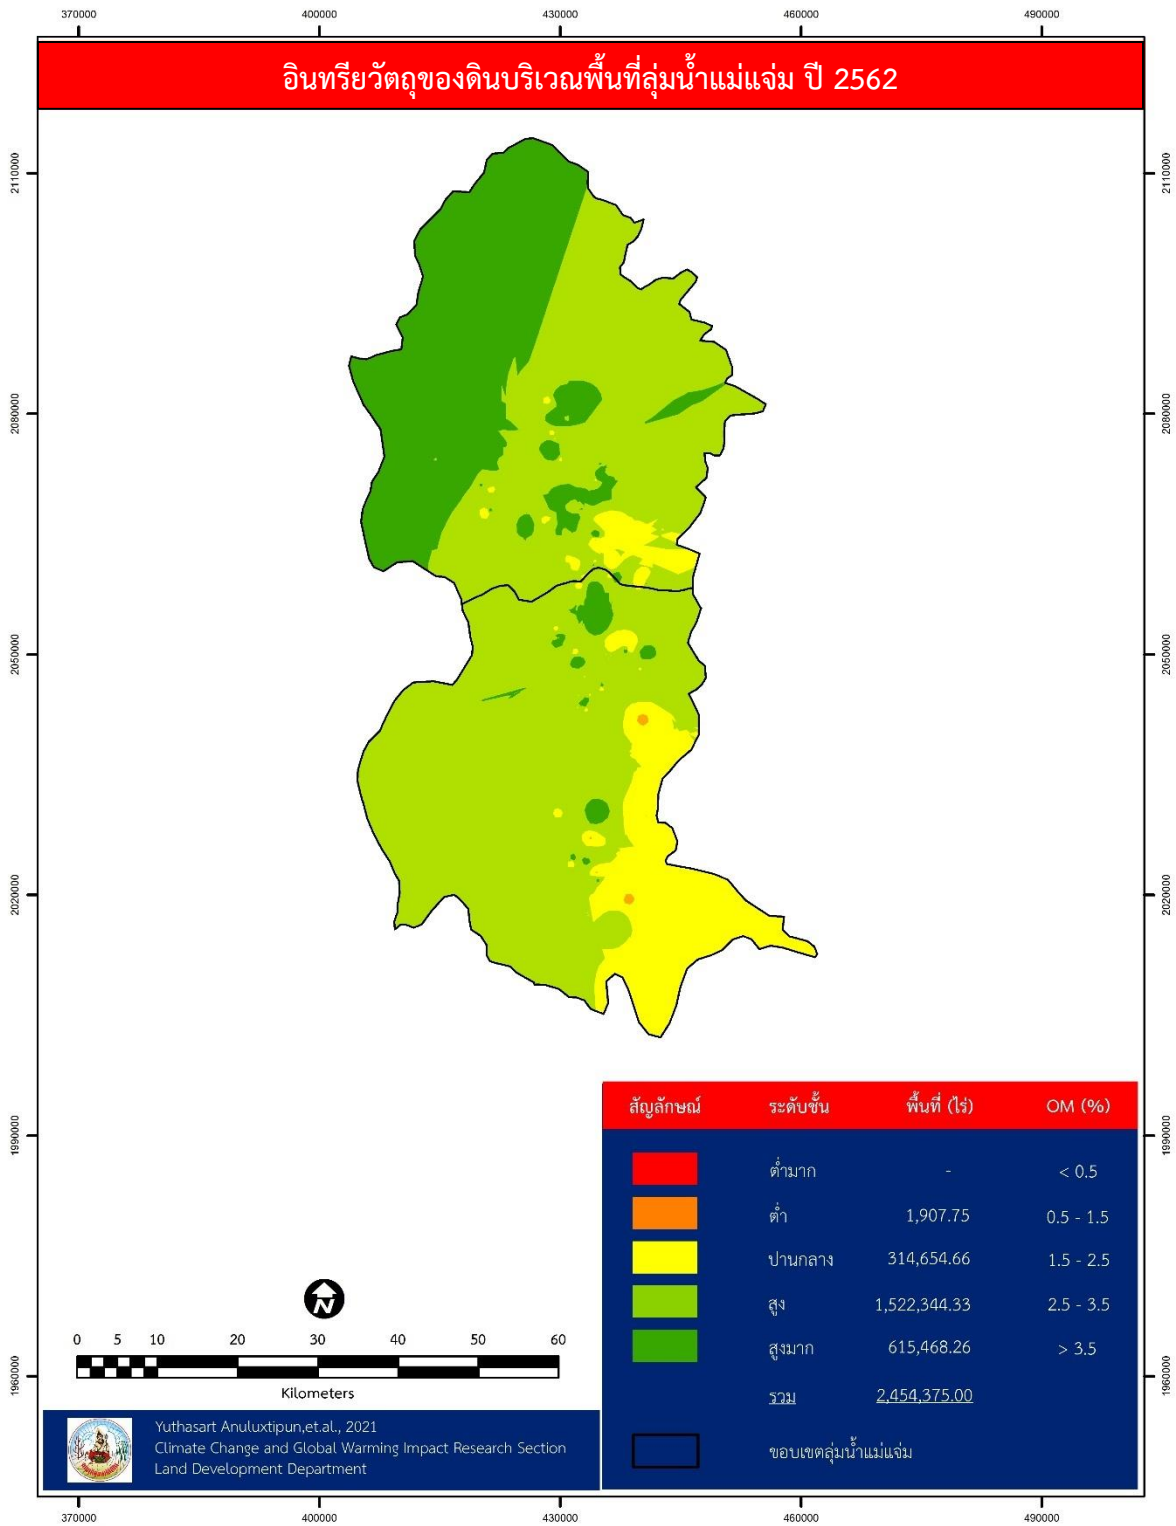 370000 400000 430000 460000 490000
อินทรียวัตถุของดินบริเวณพื้นที่ลุ่มน้ำแม่แจ่ม ปี 2562
2110000 2110000
2080000 2080000
2050000 2050000
2020000 2020000
1990000 1990000
1960000 1960000
สัญลักษณ์ ระดับชั้น พื้นที่ (ไร่) OM (%)
ต่ำมาก - < 0.5
ต่ำ 1,907.75 0.5 - 1.5
ปานกลาง 314,654.66 1.5 - 2.5
สูง 1,522,344.33 2.5 - 3.5
สูงมาก 615,468.26 > 3.5
รวม 2,454,375.00
ขอบเขตลุ่มน้ำแม่แจ่ม
N
0 5 10 20 30 40 50 60
Kilometers
Yuthasart Anuluxtipun,et.al., 2021
Climate Change and Global Warming Impact Research Section
Land Development Department
370000 400000 430000 460000 490000